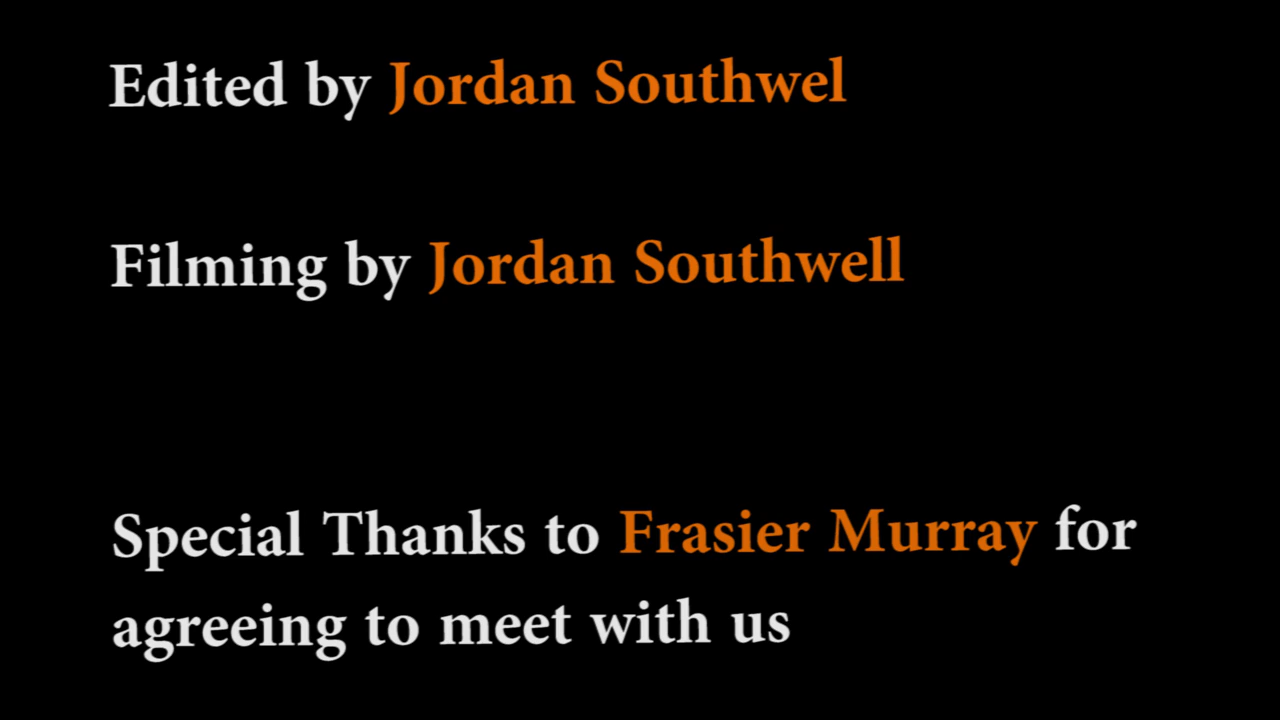 Edited by Jordan Southwel
Filming by Jordan Southwell
Special Thanks to Frasier Murray for
agreeing to meet with us